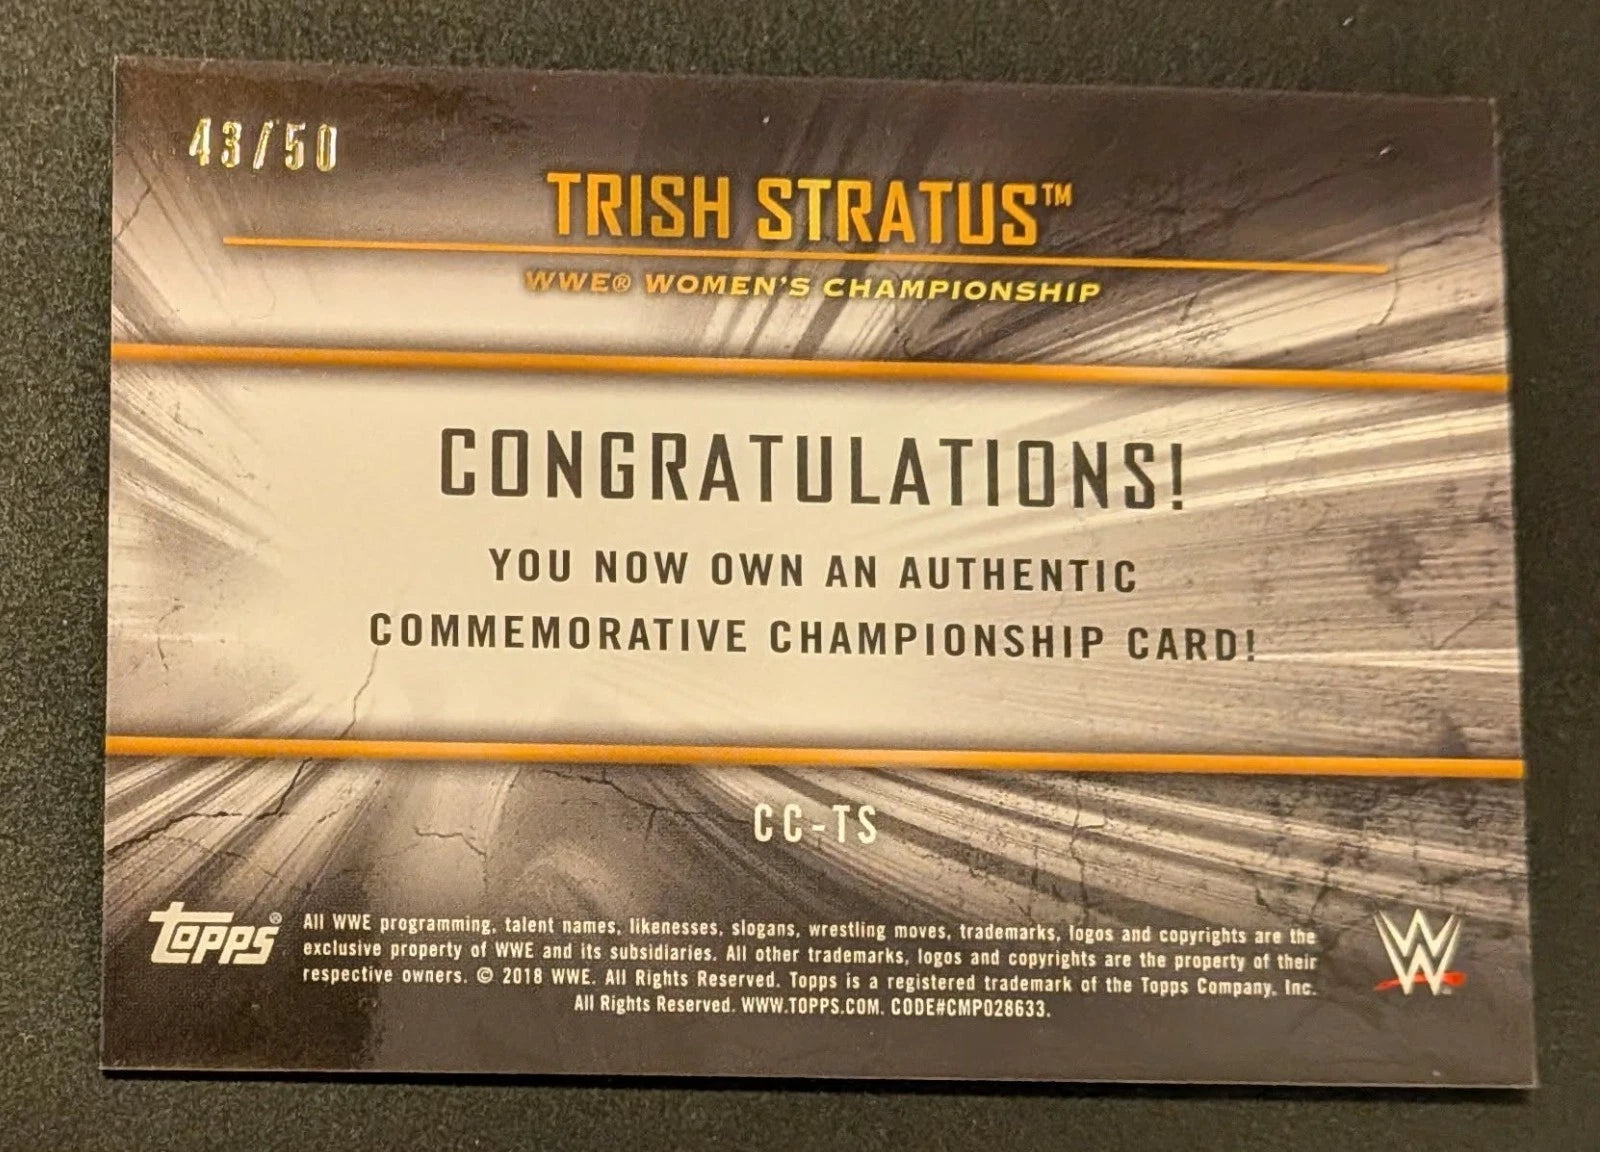 43/50
TRISH STRATUS™
WWE® WOMEN'S CHAMPIONSHIP
CONGRATULATIONS!
YOU NOW OWN AN AUTHENTIC
COMMEMORATIVE CHAMPIONSHIP CARD!
CC-TS
Topps®
All WWE programming, talent names, likenesses, slogans, wrestling moves, trademarks, logos and copyrights are the
exclusive property of WWE and its subsidiaries. All other trademarks, logos and copyrights are the property of their
respective owners. © 2018 WWE. All Rights Reserved. Topps is a registered trademark of the Topps Company, Inc.
All Rights Reserved. WWW.TOPPS.COM. CODE#CMP028633.
W